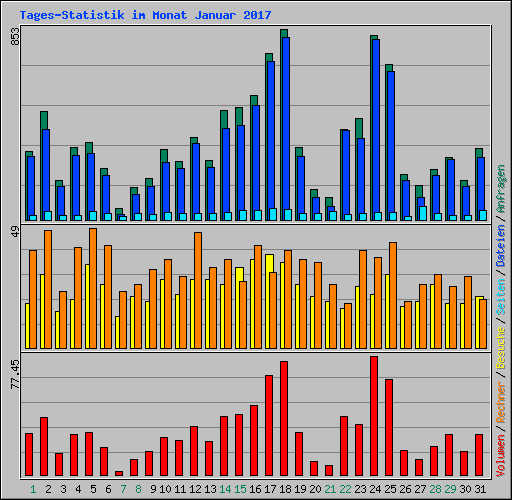 Tages-Statistik im Monat Januar 2017
853
49
77.45
Volumen / Rechner / Besuche / Seiten / Dateien / Anfragen
1 2 3 4 5 6 7 8 9 10 11 12 13 14 15 16 17 18 19 20 21 22 23 24 25 26 27 28 29 30 31